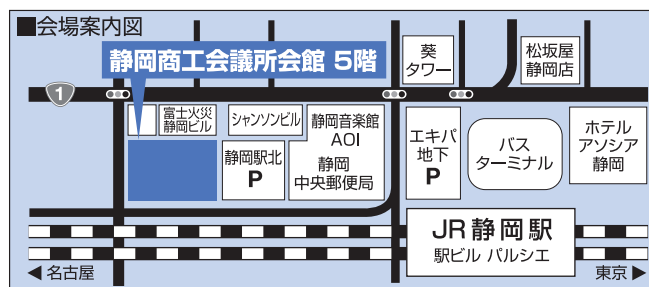 ■会場案内図
静岡商工会議所会館 5階
葵
タワー
松坂屋
静岡店
1
富士火災
静岡ビル
シャンソンビル
静岡音楽館
AOI
静岡
中央郵便局
静岡駅北
P
エキパ
地下
P
バス
ターミナル
ホテル
アソシア
静岡
JR静岡駅
駅ビル パルシエ
◀名古屋
東京▶